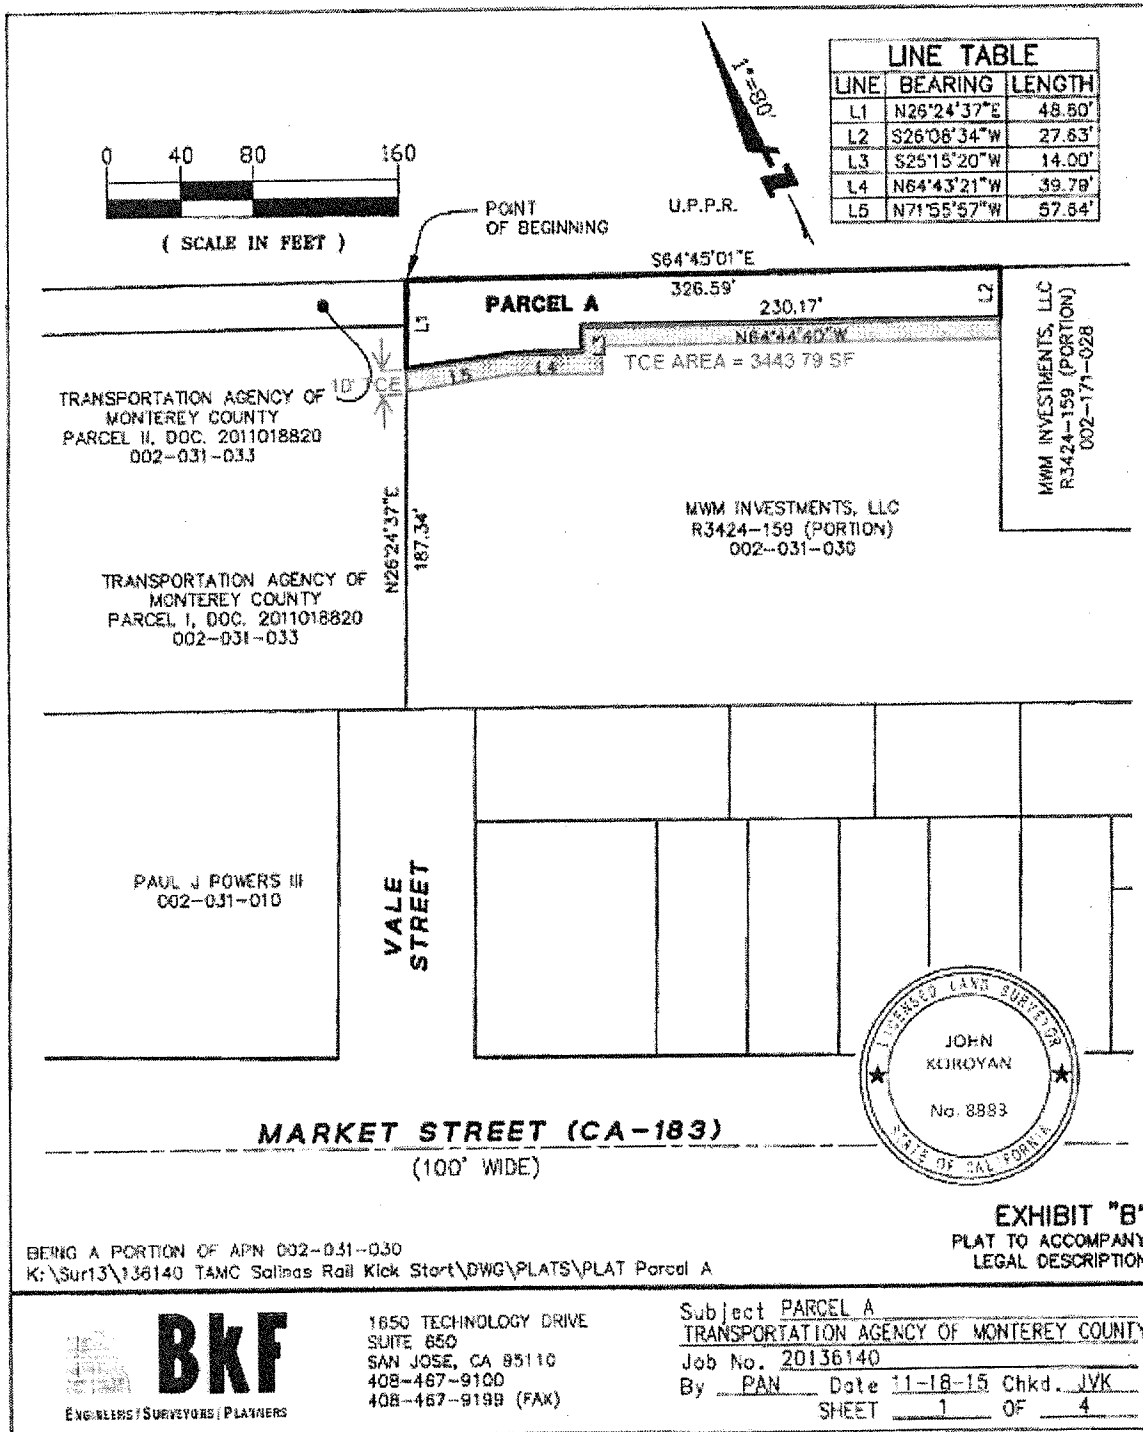 LINE TABLE
LINE BEARING LENGTH
L1 N26°24'37"E 48.60'
L2 S26°08'34"W 27.63'
L3 S25°15'20"W 14.00'
L4 N64°43'21"W 39.79'
L5 N71°55'57"W 57.84'
1"=80'
0 40 80 160
( SCALE IN FEET )
POINT
OF BEGINNING
U.P.P.R.
S64°45'01"E
326.59'
PARCEL A
230.17'
L1
L2
N64°44'40"W
L3
TCE AREA = 3443.79 SF
L4
L5
10' TCE
TRANSPORTATION AGENCY OF
MONTEREY COUNTY
PARCEL II, DOC. 2011018820
002-031-033
MWM INVESTMENTS, LLC
R3424-159 (PORTION)
002-171-028
MWM INVESTMENTS, LLC
R3424-159 (PORTION)
002-031-030
N26°24'37"E
187.34'
TRANSPORTATION AGENCY OF
MONTEREY COUNTY
PARCEL I, DOC. 2011018820
002-031-033
PAUL J POWERS III
002-031-010
VALE
STREET
LICENSED LAND SURVEYOR
JOHN
KOROYAN
No. 8883
STATE OF CALIFORNIA
MARKET STREET (CA-183)
(100' WIDE)
EXHIBIT "B"
PLAT TO ACCOMPANY
LEGAL DESCRIPTION
BEING A PORTION OF APN 002-031-030
K:\Sur13\136140 TAMC Salinas Rail Kick Start\DWG\PLATS\PLAT Parcel A
BKF
ENGINEERS/SURVEYORS/PLANNERS
1650 TECHNOLOGY DRIVE
SUITE 650
SAN JOSE, CA 95110
408-467-9100
408-467-9199 (FAX)
Subject PARCEL A
TRANSPORTATION AGENCY OF MONTEREY COUNTY
Job No. 20136140
By PAN Date 11-18-15 Chkd. JVK
SHEET 1 OF 4